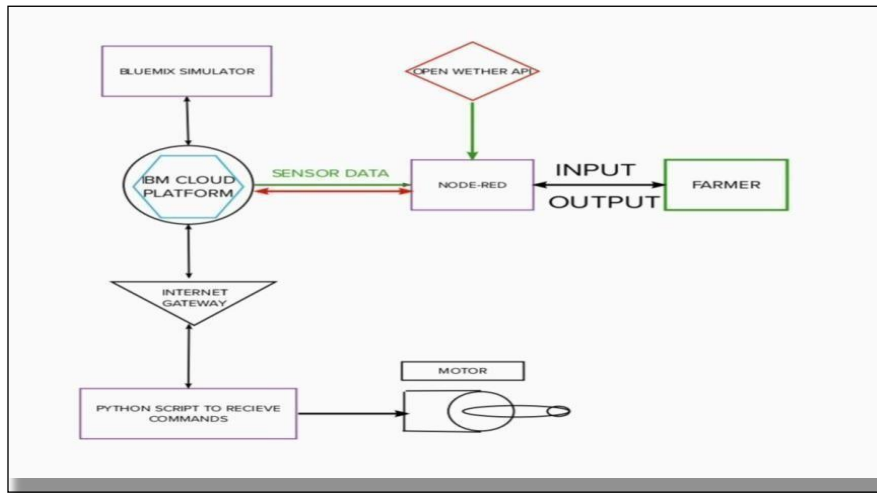 BLUEMIX SIMULATOR
OPEN WETHER API
IBM CLOUD
PLATFORM
SENSOR DATA
NODE-RED
INPUT
OUTPUT
FARMER
INTERNET
GATEWAY
MOTOR
PYTHON SCRIPT TO RECIEVE
COMMANDS